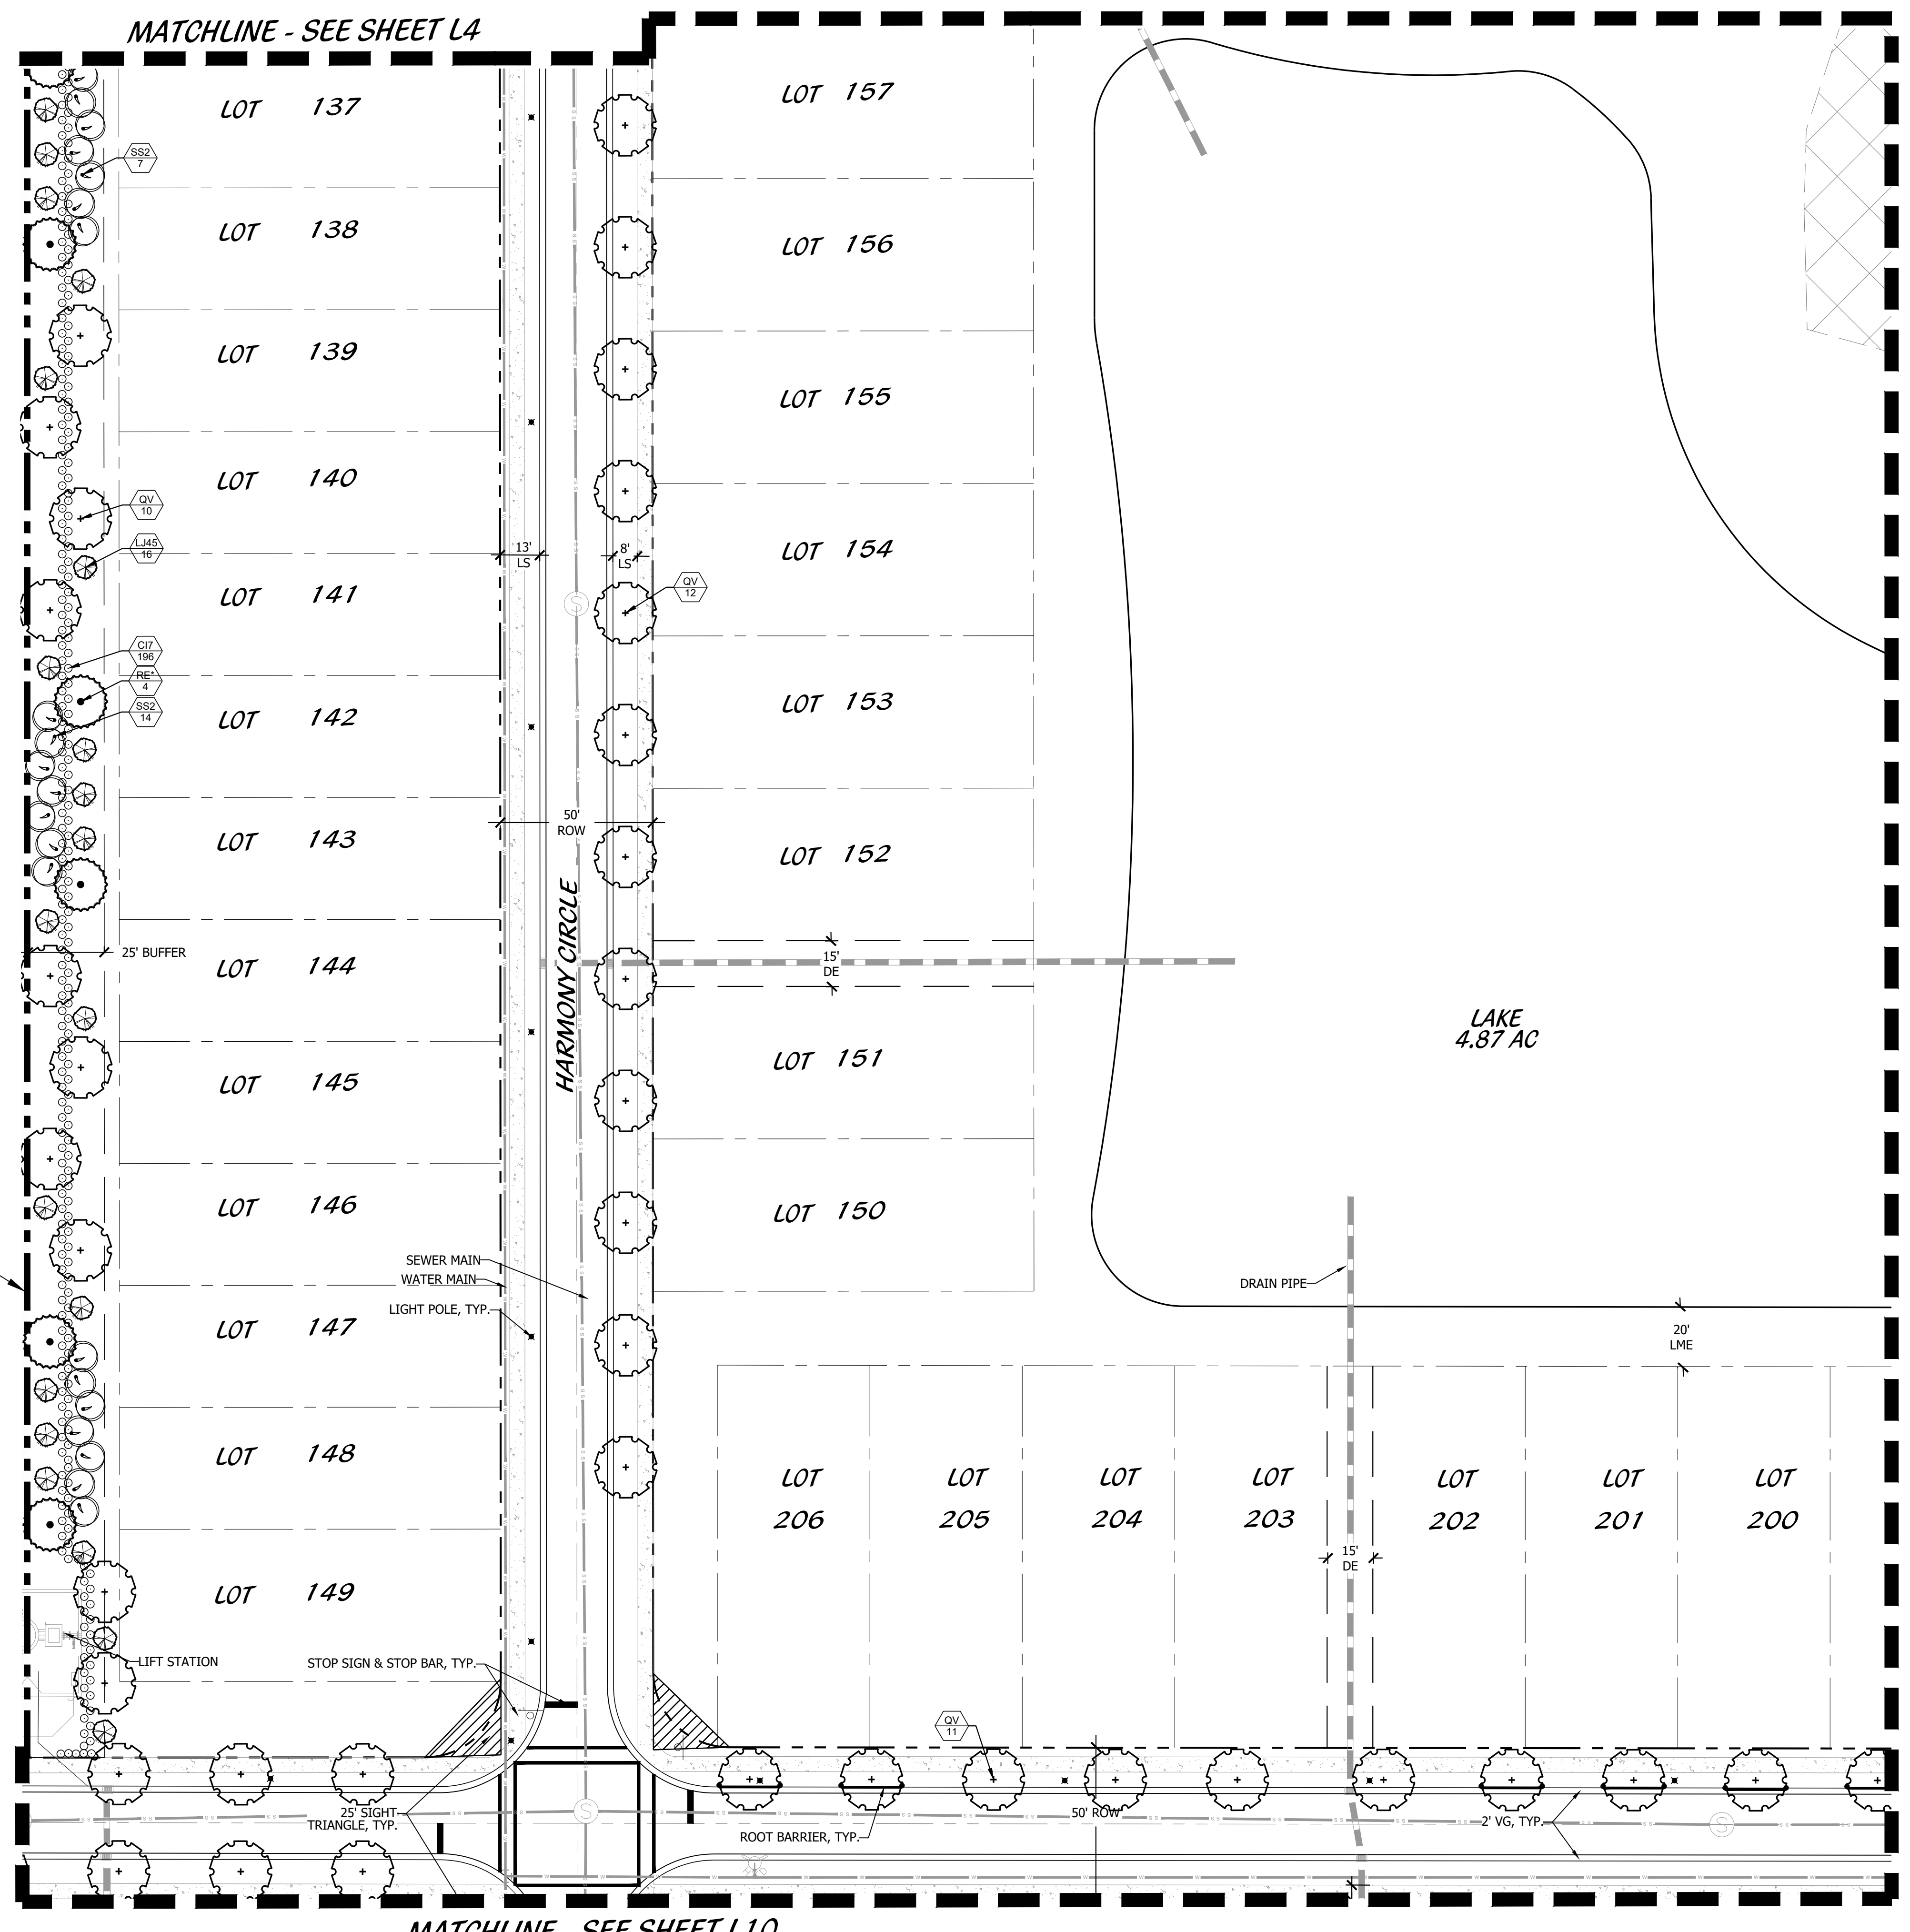 MATCHLINE - SEE SHEET L4
LOT 137
LOT 157
SS2
7
LOT 138
LOT 156
LOT 139
LOT 155
LOT 140
QV
10
LJ45
16
13'
LS
8'
LS
LOT 154
LOT 141
S
QV
12
CI7
196
RE*
4
SS2
14
LOT 142
LOT 153
50'
ROW
LOT 143
LOT 152
HARMONY CIRCLE
25' BUFFER
LOT 144
15'
DE
LAKE
4.87 AC
LOT 145
LOT 151
LOT 146
LOT 150
SEWER MAIN
WATER MAIN
LIGHT POLE, TYP.
DRAIN PIPE
LOT 147
20'
LME
LOT 148
LOT
206
LOT
205
LOT
204
LOT
203
LOT
202
LOT
201
LOT
200
15'
DE
LOT 149
LIFT STATION
STOP SIGN & STOP BAR, TYP.
QV
11
25' SIGHT
TRIANGLE, TYP.
S
50' ROW
2' VG, TYP.
S
ROOT BARRIER, TYP.
MATCHLINE - SEE SHEET L10